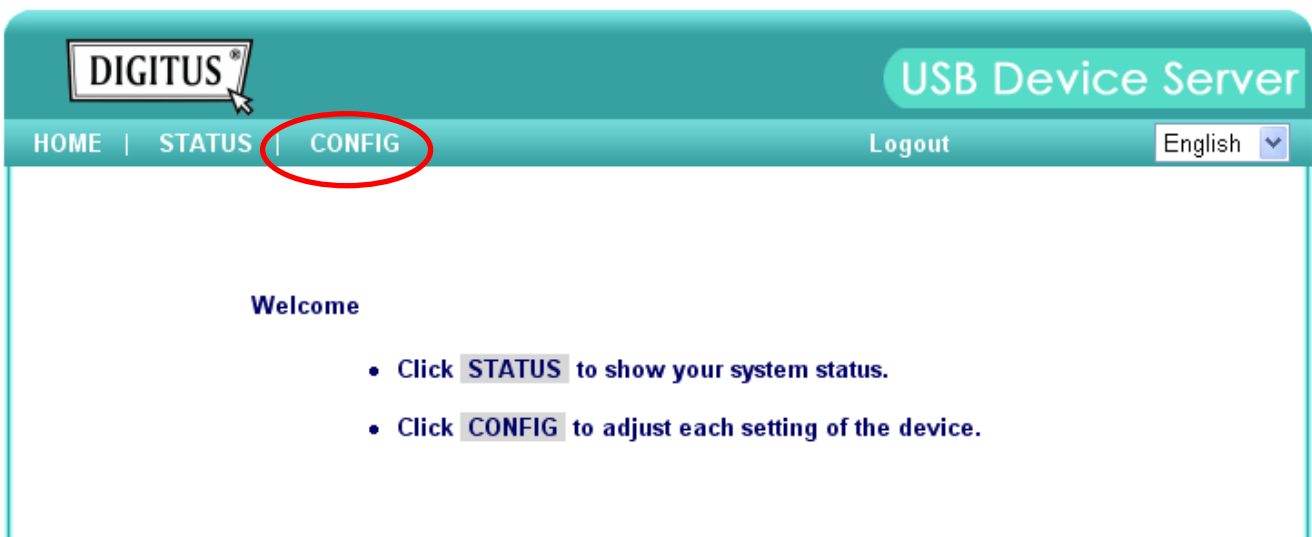 DIGITUS®
USB Device Server
HOME | STATUS | CONFIG Logout English
Welcome
• Click STATUS to show your system status.
• Click CONFIG to adjust each setting of the device.